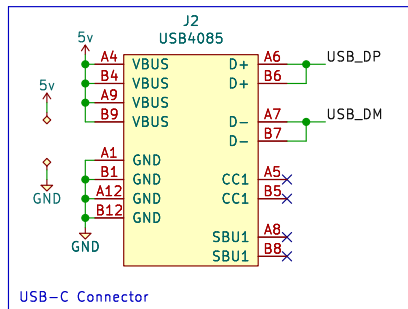 J2
USB4085
5v
5v
A4 VBUS D+ A6 USB_DP
B4 VBUS D+ B6
A9 VBUS
B9 VBUS D- A7 USB_DM
D- B7
A1 GND
B1 GND CC1 A5
A12 GND CC1 B5
B12 GND
GND
GND
SBU1 A8
SBU1 B8
USB-C Connector